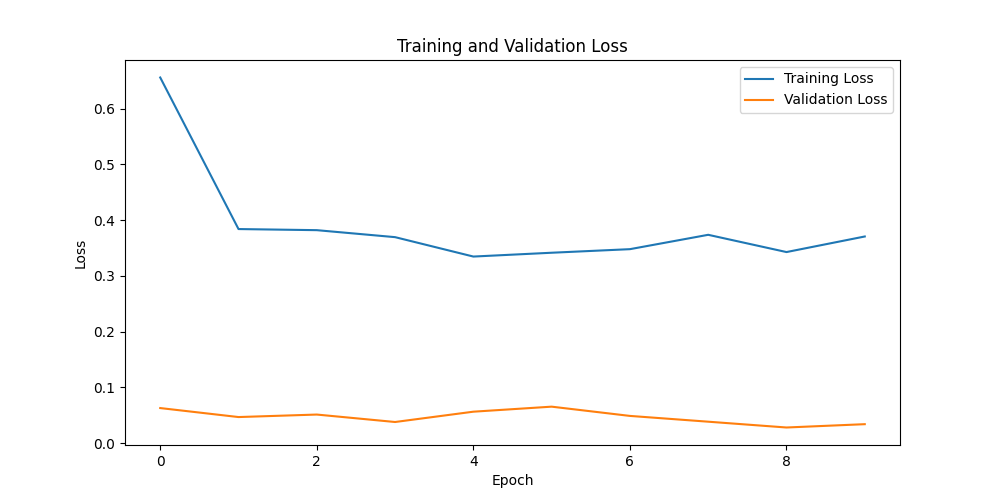 Training and Validation Loss
Training Loss
Validation Loss
0.6
0.5
0.4
0.3
0.2
0.1
0.0
Loss
0 2 4 6 8
Epoch